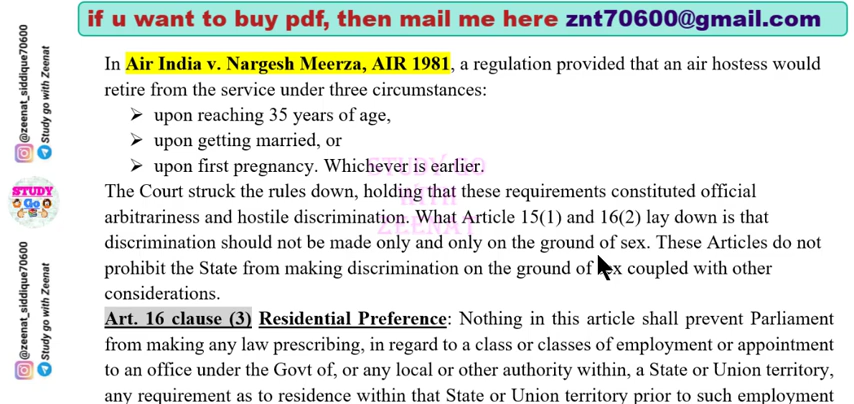 if u want to buy pdf, then mail me here znt70600@gmail.com
In Air India v. Nargesh Meerza, AIR 1981, a regulation provided that an air hostess would
retire from the service under three circumstances:
➢ upon reaching 35 years of age,
➢ upon getting married, or
➢ upon first pregnancy. Whichever is earlier.
The Court struck the rules down, holding that these requirements constituted official
arbitrariness and hostile discrimination. What Article 15(1) and 16(2) lay down is that
discrimination should not be made only and only on the ground of sex. These Articles do not
prohibit the State from making discrimination on the ground of sex coupled with other
considerations.
Art. 16 clause (3) Residential Preference: Nothing in this article shall prevent Parliament
from making any law prescribing, in regard to a class or classes of employment or appointment
to an office under the Govt of, or any local or other authority within, a State or Union territory,
any requirement as to residence within that State or Union territory prior to such employment
@zeenat_siddique70600
Study go with Zeenat
STUDY
Go
@zeenat_siddique70600
Study go with Zeenat
STUDY GO
WITH
ZEENAT